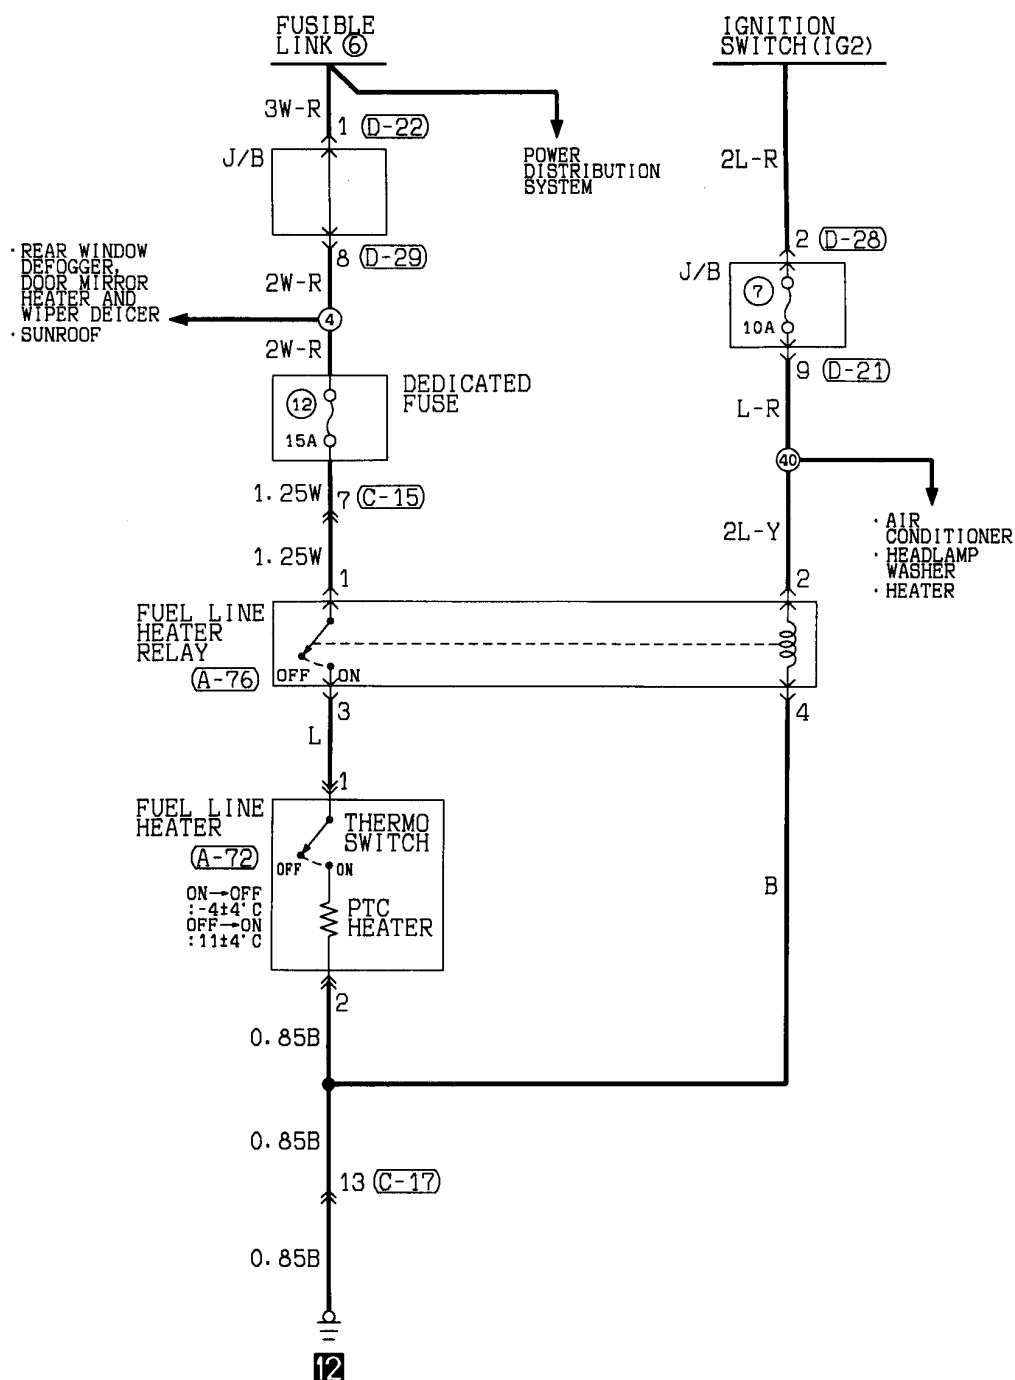 FUSIBLE
LINK ⑥
IGNITION
SWITCH(IG2)
3W-R
1 (D-22)
J/B
POWER
DISTRIBUTION
SYSTEM
2L-R
8 (D-29)
2 (D-28)
· REAR WINDOW
DEFOGGER,
DOOR MIRROR
HEATER AND
WIPER DEICER
· SUNROOF
2W-R
4
2W-R
J/B
7
10A
9 (D-21)
DEDICATED
FUSE
12
15A
L-R
40
1.25W
7 (C-15)
· AIR
CONDITIONER
· HEADLAMP
WASHER
· HEATER
2L-Y
1.25W
1
2
FUEL LINE
HEATER
RELAY
(A-76)
OFF
ON
3
4
L
1
FUEL LINE
HEATER
(A-72)
THERMO
SWITCH
OFF
ON
ON→OFF
:-4±4°C
OFF→ON
:11±4°C
PTC
HEATER
B
2
0.85B
0.85B
13 (C-17)
0.85B
12